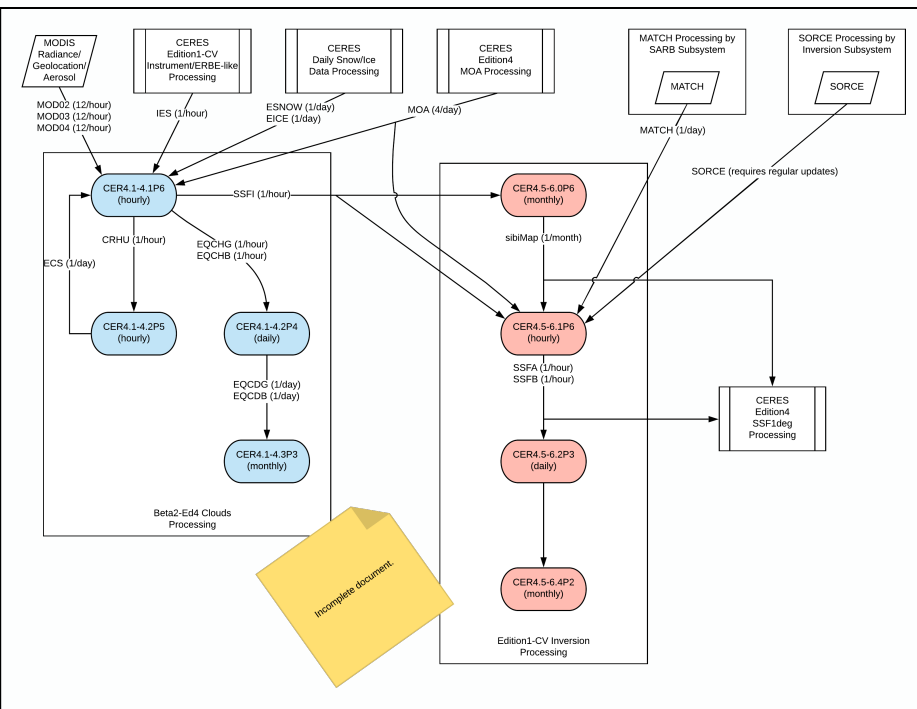 MODIS
Radiance/
Geolocation/
Aerosol
CERES
Edition1-CV
Instrument/ERBE-like
Processing
CERES
Daily Snow/Ice
Data Processing
CERES
Edition4
MOA Processing
MATCH Processing by
SARB Subsystem
MATCH
SORCE Processing by
Inversion Subsystem
SORCE
MOD02 (12/hour)
MOD03 (12/hour)
MOD04 (12/hour)
IES (1/hour)
ESNOW (1/day)
EICE (1/day)
MOA (4/day)
MATCH (1/day)
SORCE (requires regular updates)
CER4.1-4.1P6
(hourly)
SSFI (1/hour)
CER4.5-6.0P6
(monthly)
CRHU (1/hour)
EQCHG (1/hour)
EQCHB (1/hour)
sibiMap (1/month)
ECS (1/day)
CER4.1-4.2P5
(hourly)
CER4.1-4.2P4
(daily)
CER4.5-6.1P6
(hourly)
EQCDG (1/day)
EQCDB (1/day)
SSFA (1/hour)
SSFB (1/hour)
CERES
Edition4
SSF1deg
Processing
CER4.1-4.3P3
(monthly)
CER4.5-6.2P3
(daily)
Beta2-Ed4 Clouds
Processing
Incomplete document.
CER4.5-6.4P2
(monthly)
Edition1-CV Inversion
Processing